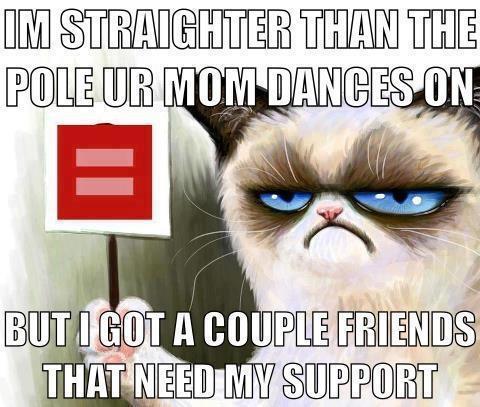 IM STRAIGHTER THAN THE
POLE UR MOM DANCES ON
BUT I GOT A COUPLE FRIENDS
THAT NEED MY SUPPORT